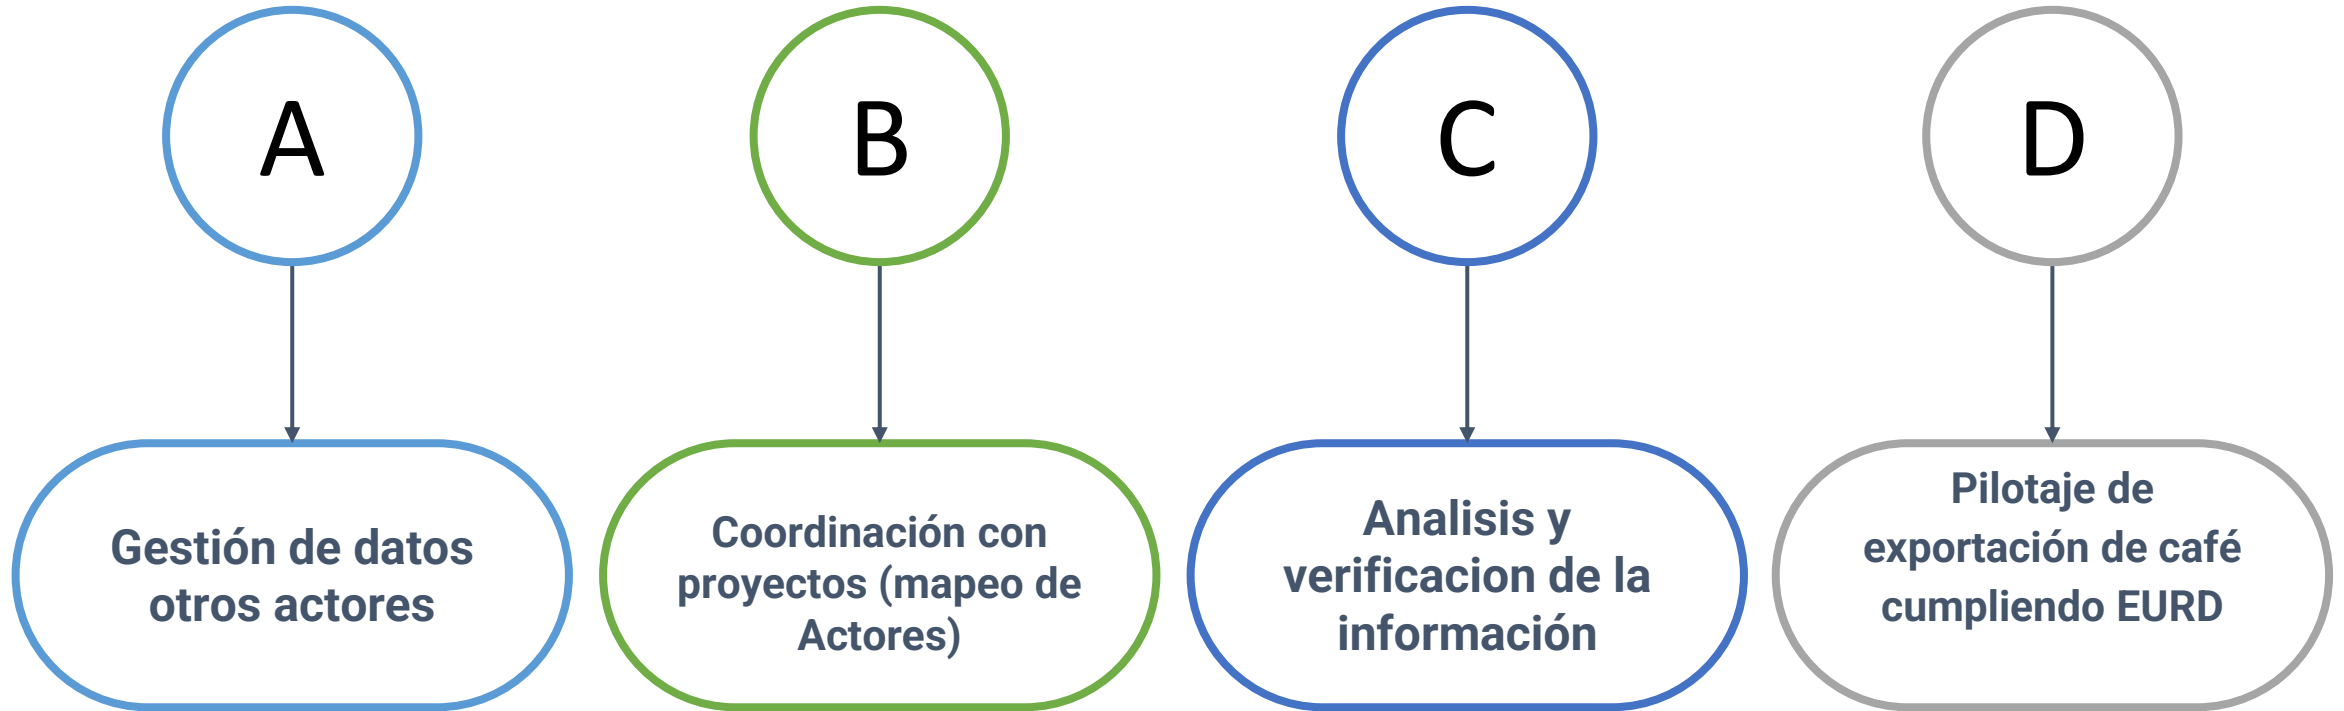 A
B
C
D
Gestión de datos
otros actores
Coordinación con
proyectos (mapeo de
Actores)
Analisis y
verificacion de la
información
Pilotaje de
exportación de café
cumpliendo EURD